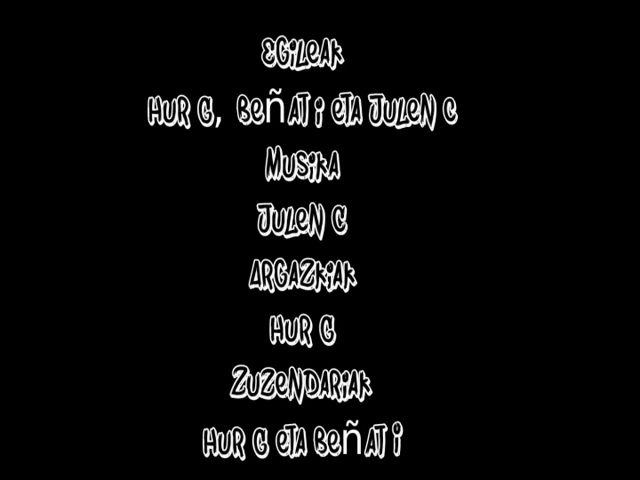 Egileak
Hur G, Beñat i eta Julen C
Musika
Julen C
Argazkiak
Hur G
Zuzendariak
Hur G eta Beñat i